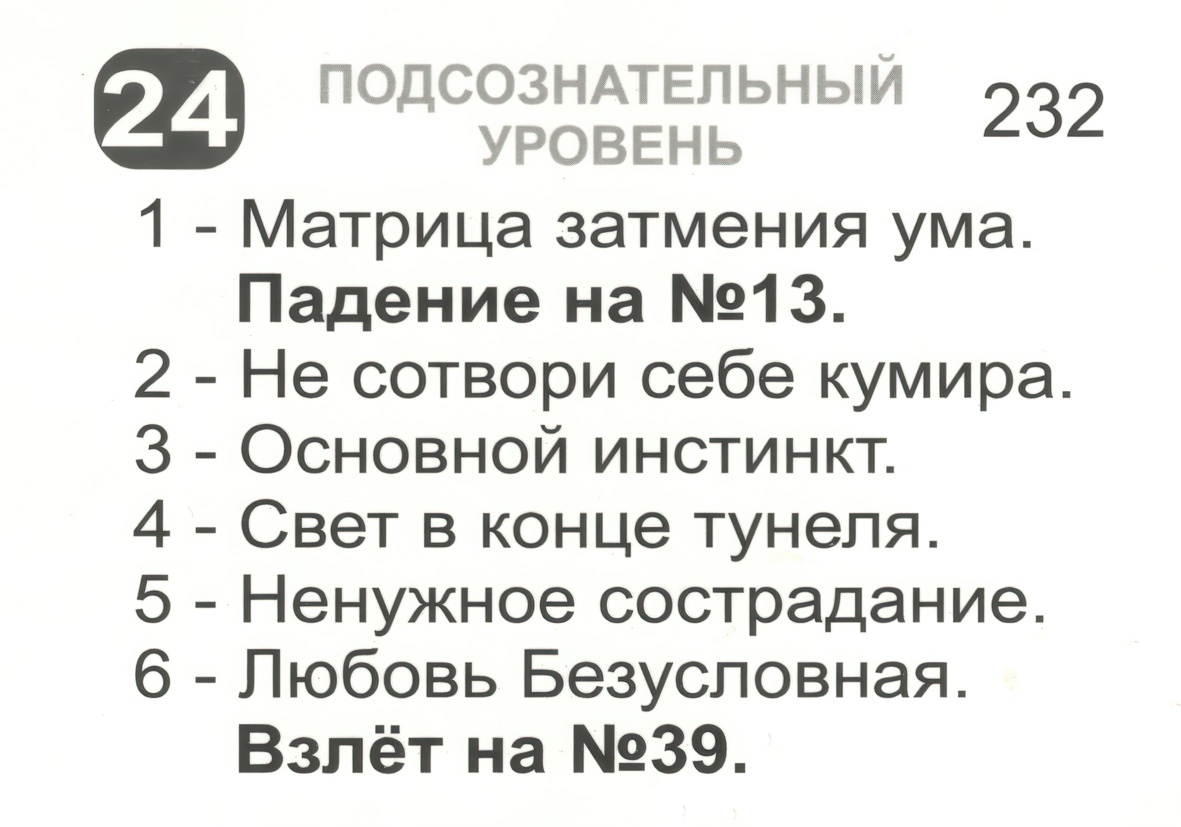 24
ПОДСОЗНАТЕЛЬНЫЙ
УРОВЕНЬ
232
1 - Матрица затмения ума.
Падение на №13.
2 - Не сотвори себе кумира.
3 - Основной инстинкт.
4 - Свет в конце тунеля.
5 - Ненужное сострадание.
6 - Любовь Безусловная.
Взлёт на №39.